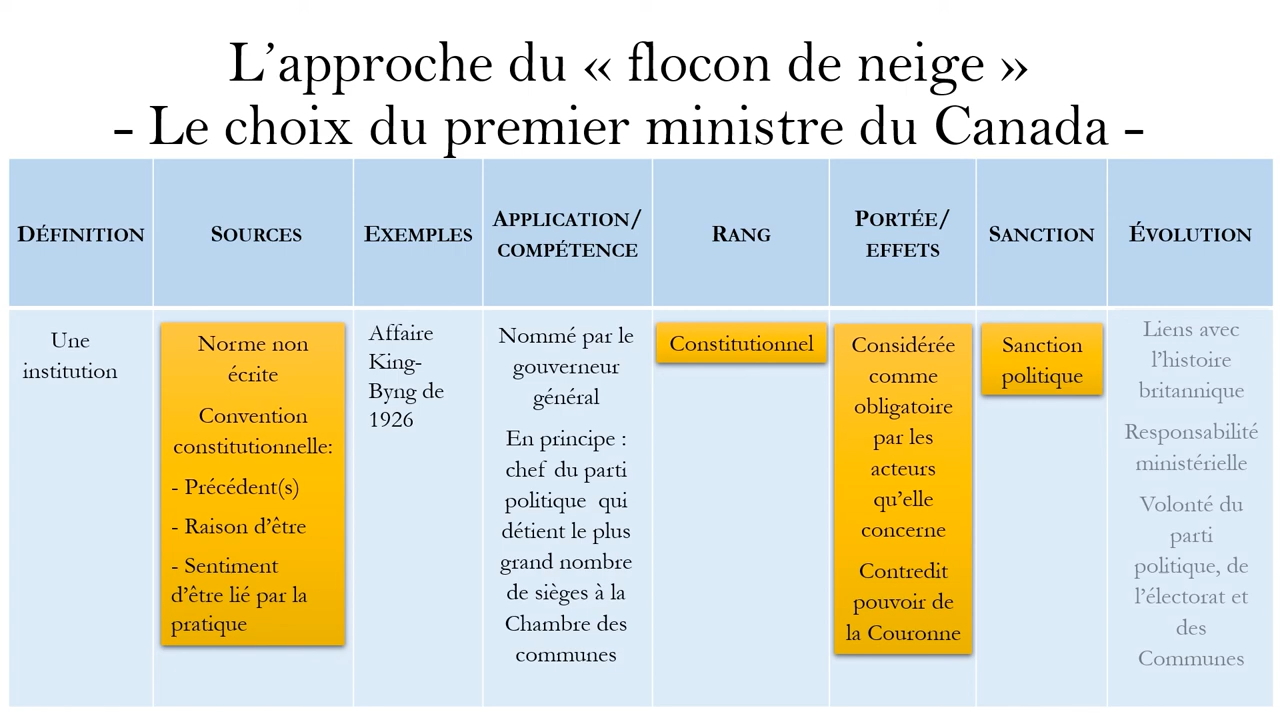 L’approche du « flocon de neige »
- Le choix du premier ministre du Canada -
DÉFINITION
SOURCES
EXEMPLES
APPLICATION/
COMPÉTENCE
RANG
PORTÉE/
EFFETS
SANCTION
ÉVOLUTION
Une
institution
Norme non
écrite
Convention
constitutionnelle:
- Précédent(s)
- Raison d’être
- Sentiment
d’être lié par la
pratique
Affaire
King-
Byng de
1926
Nommé par le
gouverneur
général
En principe :
chef du parti
politique qui
détient le plus
grand nombre
de sièges à la
Chambre des
communes
Constitutionnel
Considérée
comme
obligatoire
par les
acteurs
qu’elle
concerne
Contredit
pouvoir de
la Couronne
Sanction
politique
Liens avec
l’histoire
britannique
Responsabilité
ministérielle
Volonté du
parti
politique, de
l’électorat et
des
Communes